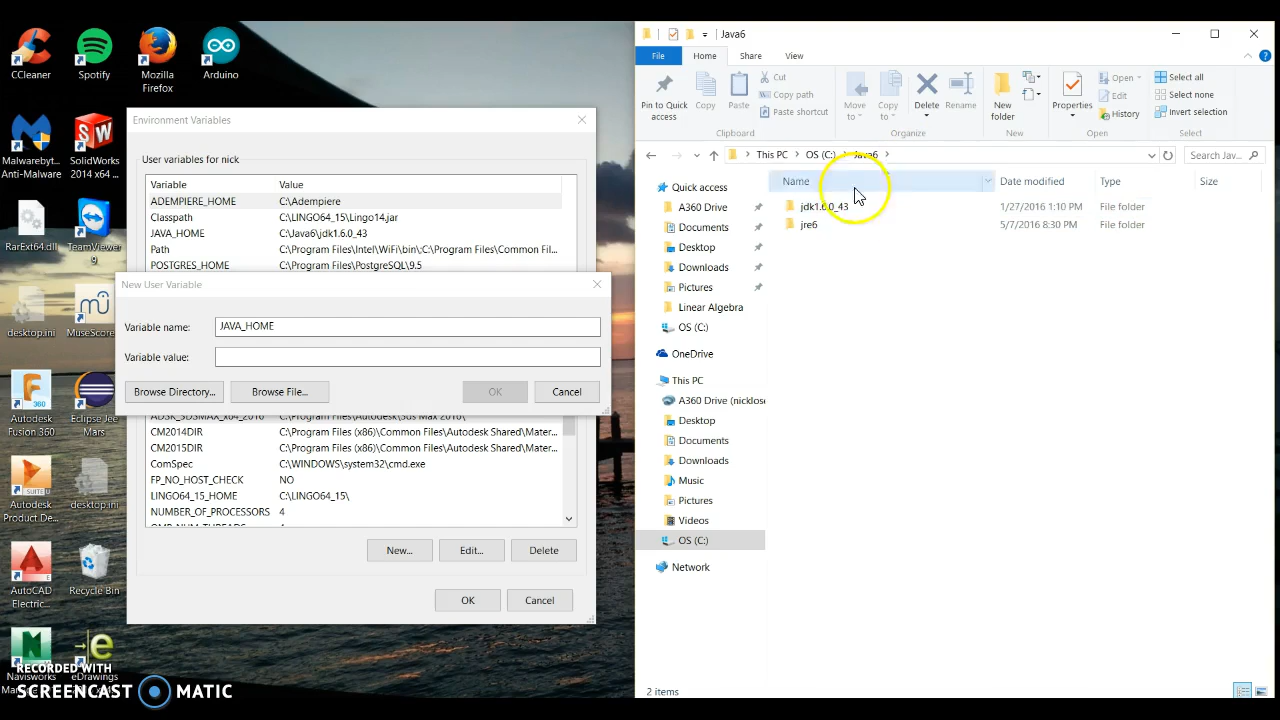 CCleaner
Spotify
Mozilla
Firefox
Arduino
Malwarebyt...
Anti-Malware
SolidWorks
2014 x64 ...
RarExt64.dll
TeamViewer
9
desktop.ini
MuseScore
Autodesk
Fusion 360
Eclipse Jee
Mars
Autodesk
Product De...
desktop.ini
AutoCAD
Electric...
Recycle Bin
Navisworks
eDrawings
RECORDED WITH
SCREENCAST MATIC
Environment Variables
User variables for nick
Variable Value
ADEMPIERE_HOME C:\Adempiere
Classpath C:\LINGO64_15\Lingo14.jar
JAVA_HOME C:\Java6\jdk1.6.0_43
Path C:\Program Files\Intel\WiFi\bin\;C:\Program Files\Common Fil...
POSTGRES_HOME C:\Program Files\PostgreSQL\9.5
New User Variable
Variable name: JAVA_HOME
Variable value:
Browse Directory... Browse File... OK Cancel
CM2014DIR C:\Program Files (x86)\Common Files\Autodesk Shared\Mater...
CM2015DIR C:\Program Files (x86)\Common Files\Autodesk Shared\Mater...
ComSpec C:\WINDOWS\system32\cmd.exe
FP_NO_HOST_CHECK NO
LINGO64_15_HOME C:\LINGO64_15\
NUMBER_OF_PROCESSORS 4
New... Edit... Delete
OK Cancel
Java6
File Home Share View
Pin to Quick
access
Copy
Paste
Cut
Copy path
Paste shortcut
Clipboard
Move
to
Copy
to
Delete
Rename
Organize
New
folder
New
Properties
Open
Edit
History
Open
Select all
Select none
Invert selection
Select
This PC OS (C:) Java6
Search Jav...
Name Date modified Type Size
jdk1.6.0_43 1/27/2016 1:10 PM File folder
jre6 5/7/2016 8:30 PM File folder
Quick access
A360 Drive
Documents
Desktop
Downloads
Pictures
Linear Algebra
OS (C:)
OneDrive
This PC
A360 Drive (nicklose
Desktop
Documents
Downloads
Music
Pictures
Videos
OS (C:)
Network
2 items